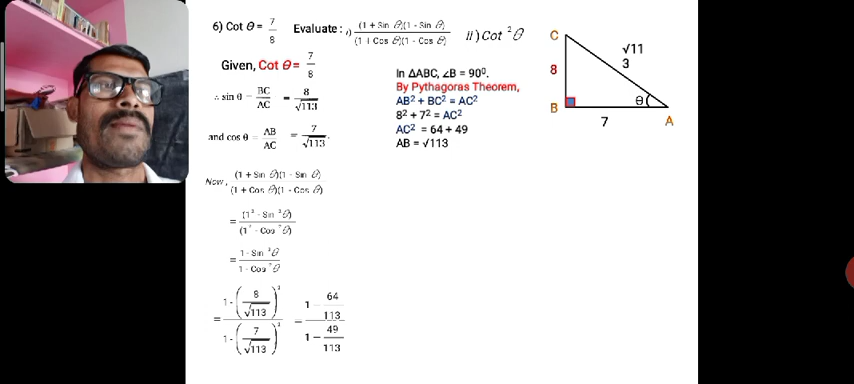 6) Cot θ = 7/8 Evaluate : i) (1 + Sin θ)(1 - Sin θ) / (1 + Cos θ)(1 - Cos θ) II) Cot ²θ
Given, Cot θ = 7/8
∴ sin θ = BC/AC = 8/√113
and cos θ = AB/AC = 7/√113.
Now, (1 + Sin θ)(1 - Sin θ) / (1 + Cos θ)(1 - Cos θ)
= (1² - Sin ²θ) / (1² - Cos ²θ)
= 1 - Sin ²θ / 1 - Cos ²θ
= 1 - (8/√113)² / 1 - (7/√113)² = 1 - 64/113 / 1 - 49/113
In ΔABC, ∠B = 90⁰.
By Pythagoras Theorem,
AB² + BC² = AC²
8² + 7² = AC²
AC² = 64 + 49
AB = √113
C
√11
3
8
B
θ
A
7